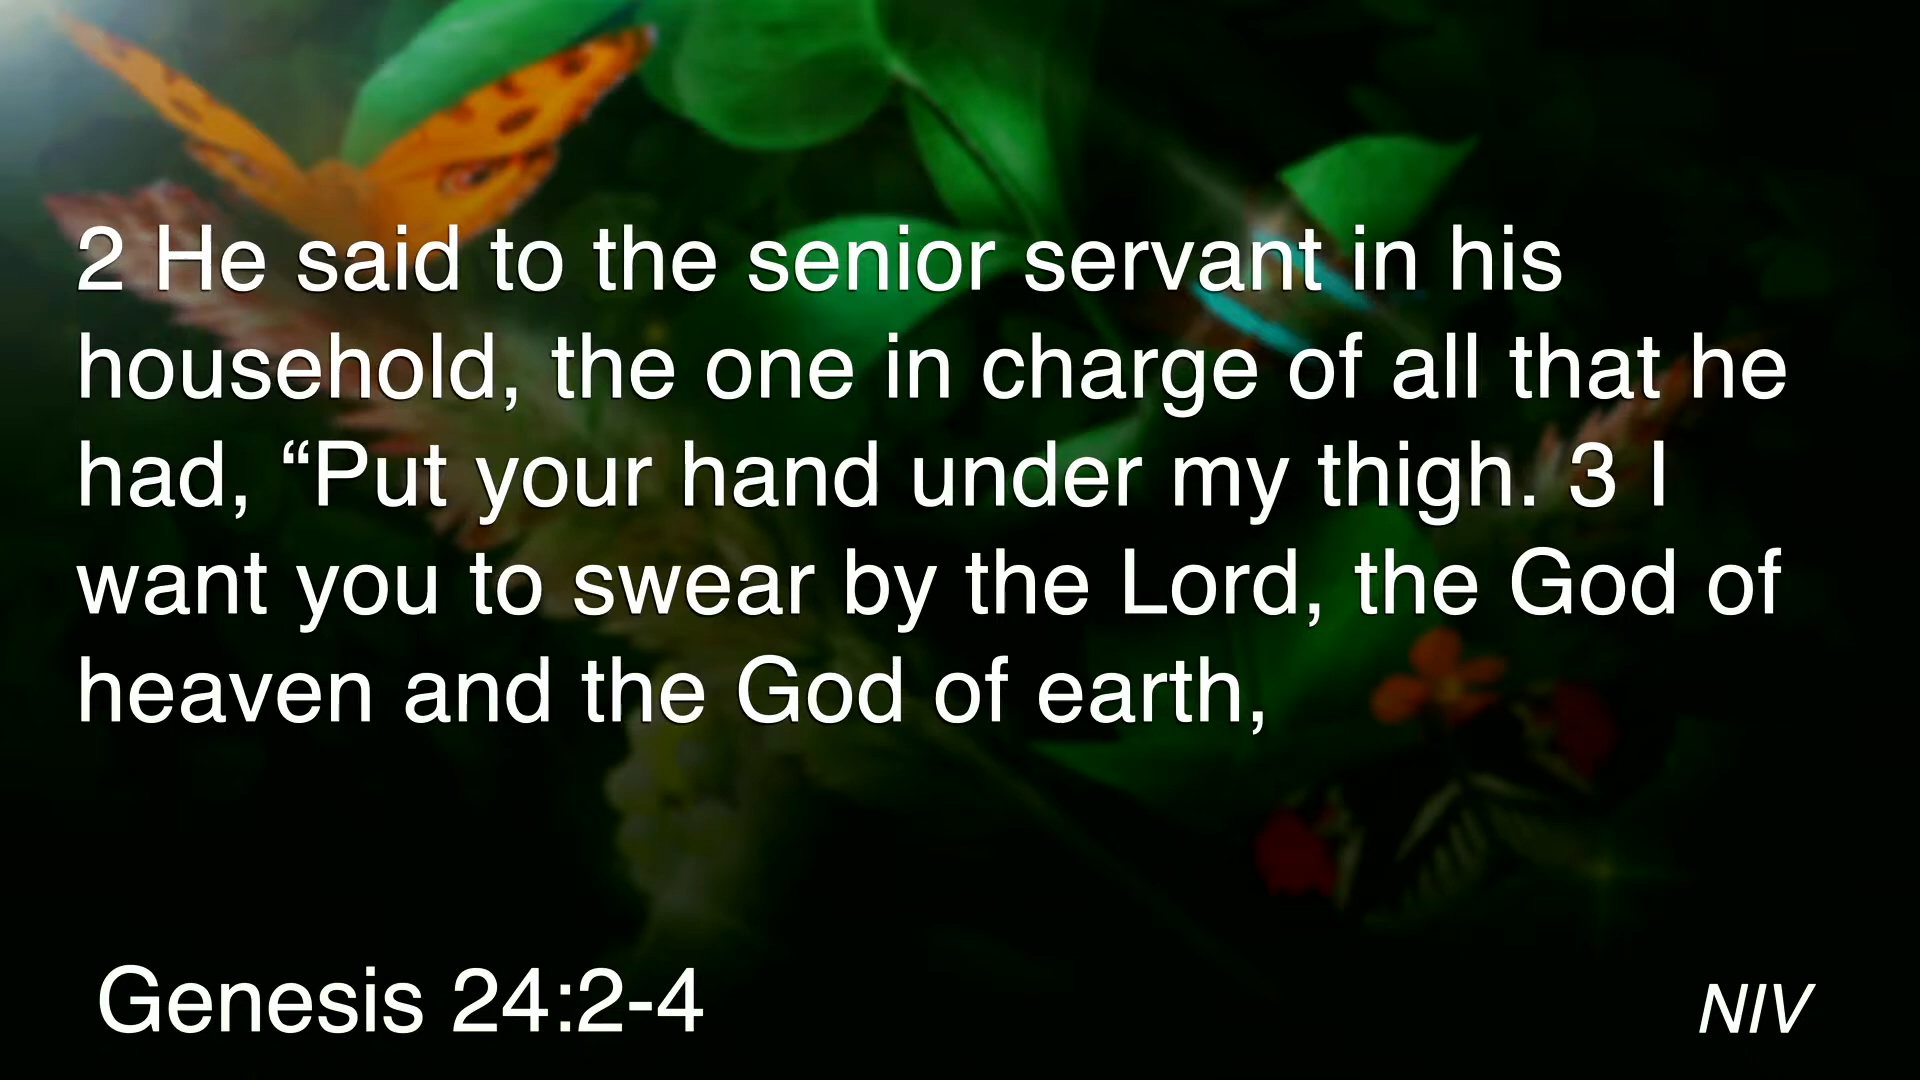 2 He said to the senior servant in his
household, the one in charge of all that he
had, “Put your hand under my thigh. 3 I
want you to swear by the Lord, the God of
heaven and the God of earth,
Genesis 24:2-4
NIV